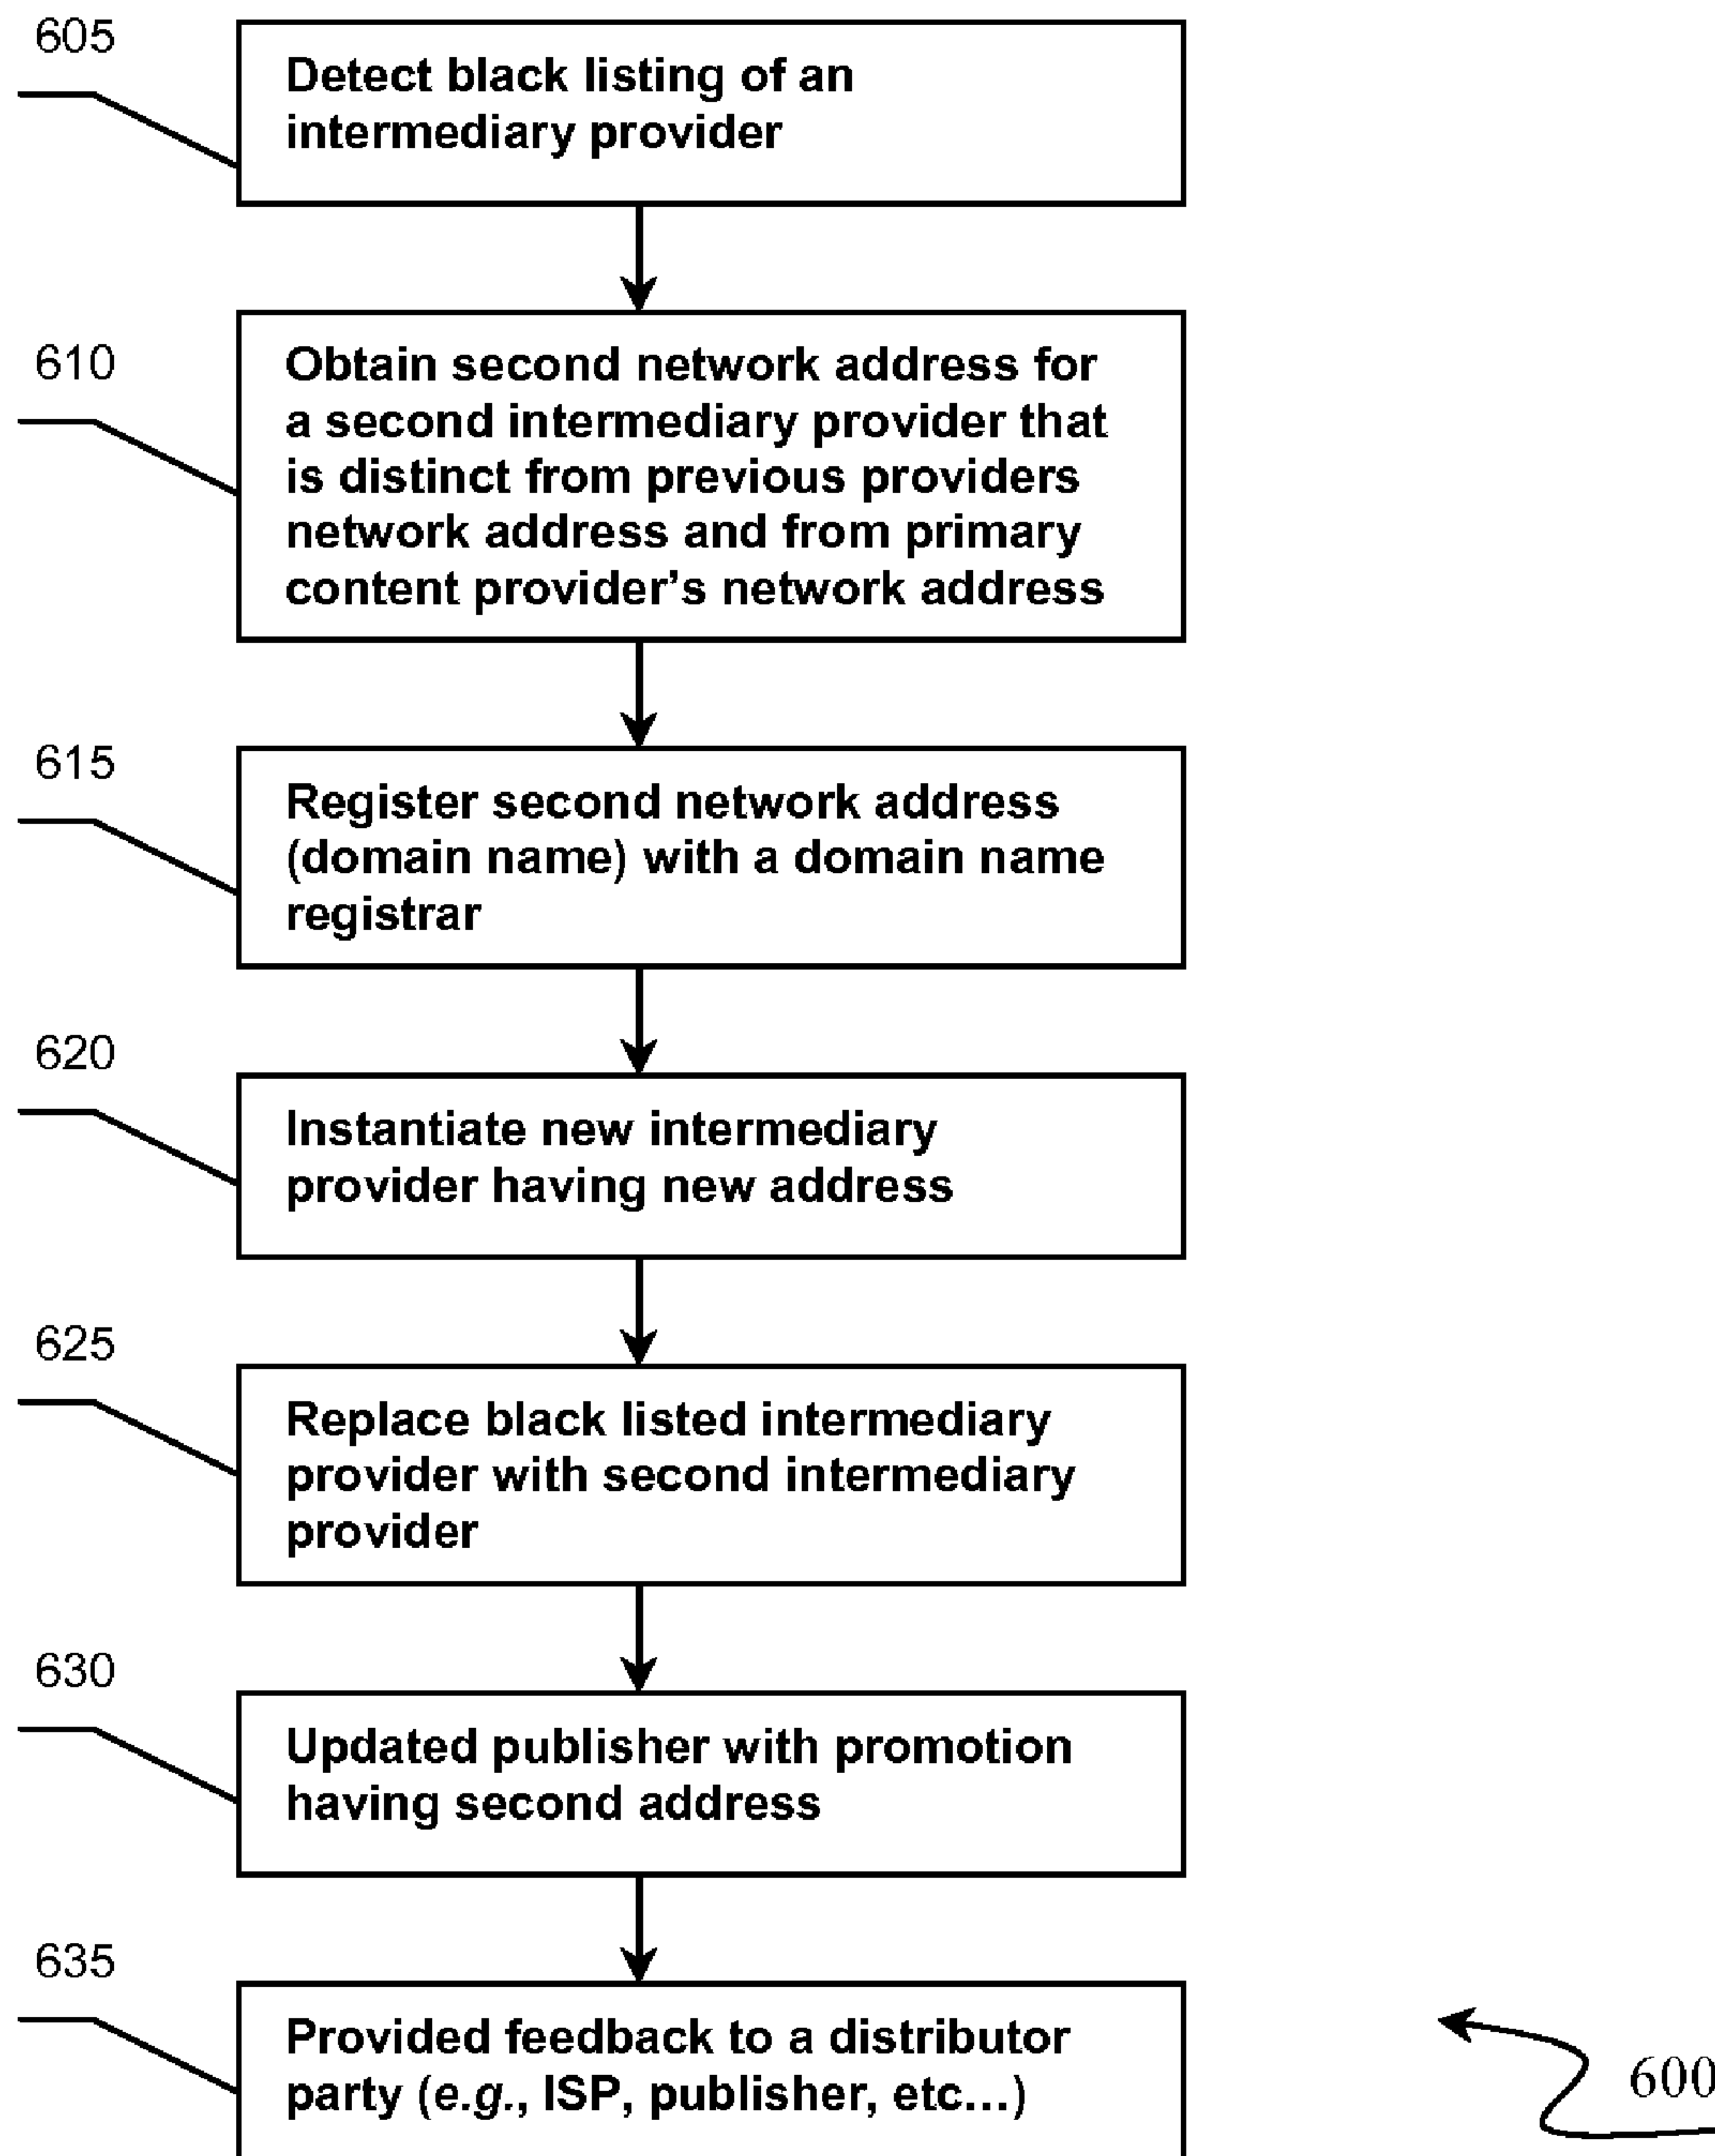 605
Detect black listing of an
intermediary provider
610
Obtain second network address for
a second intermediary provider that
is distinct from previous providers
network address and from primary
content provider’s network address
615
Register second network address
(domain name) with a domain name
registrar
620
Instantiate new intermediary
provider having new address
625
Replace black listed intermediary
provider with second intermediary
provider
630
Updated publisher with promotion
having second address
635
Provided feedback to a distributor
party (e.g., ISP, publisher, etc…)
600